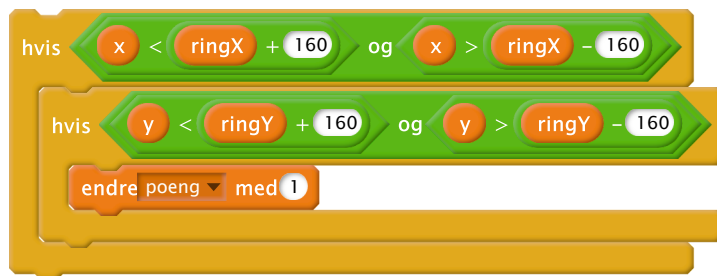 hvis x < ringX + 160 og x > ringX - 160
hvis y < ringY + 160 og y > ringY - 160
endre poeng med 1